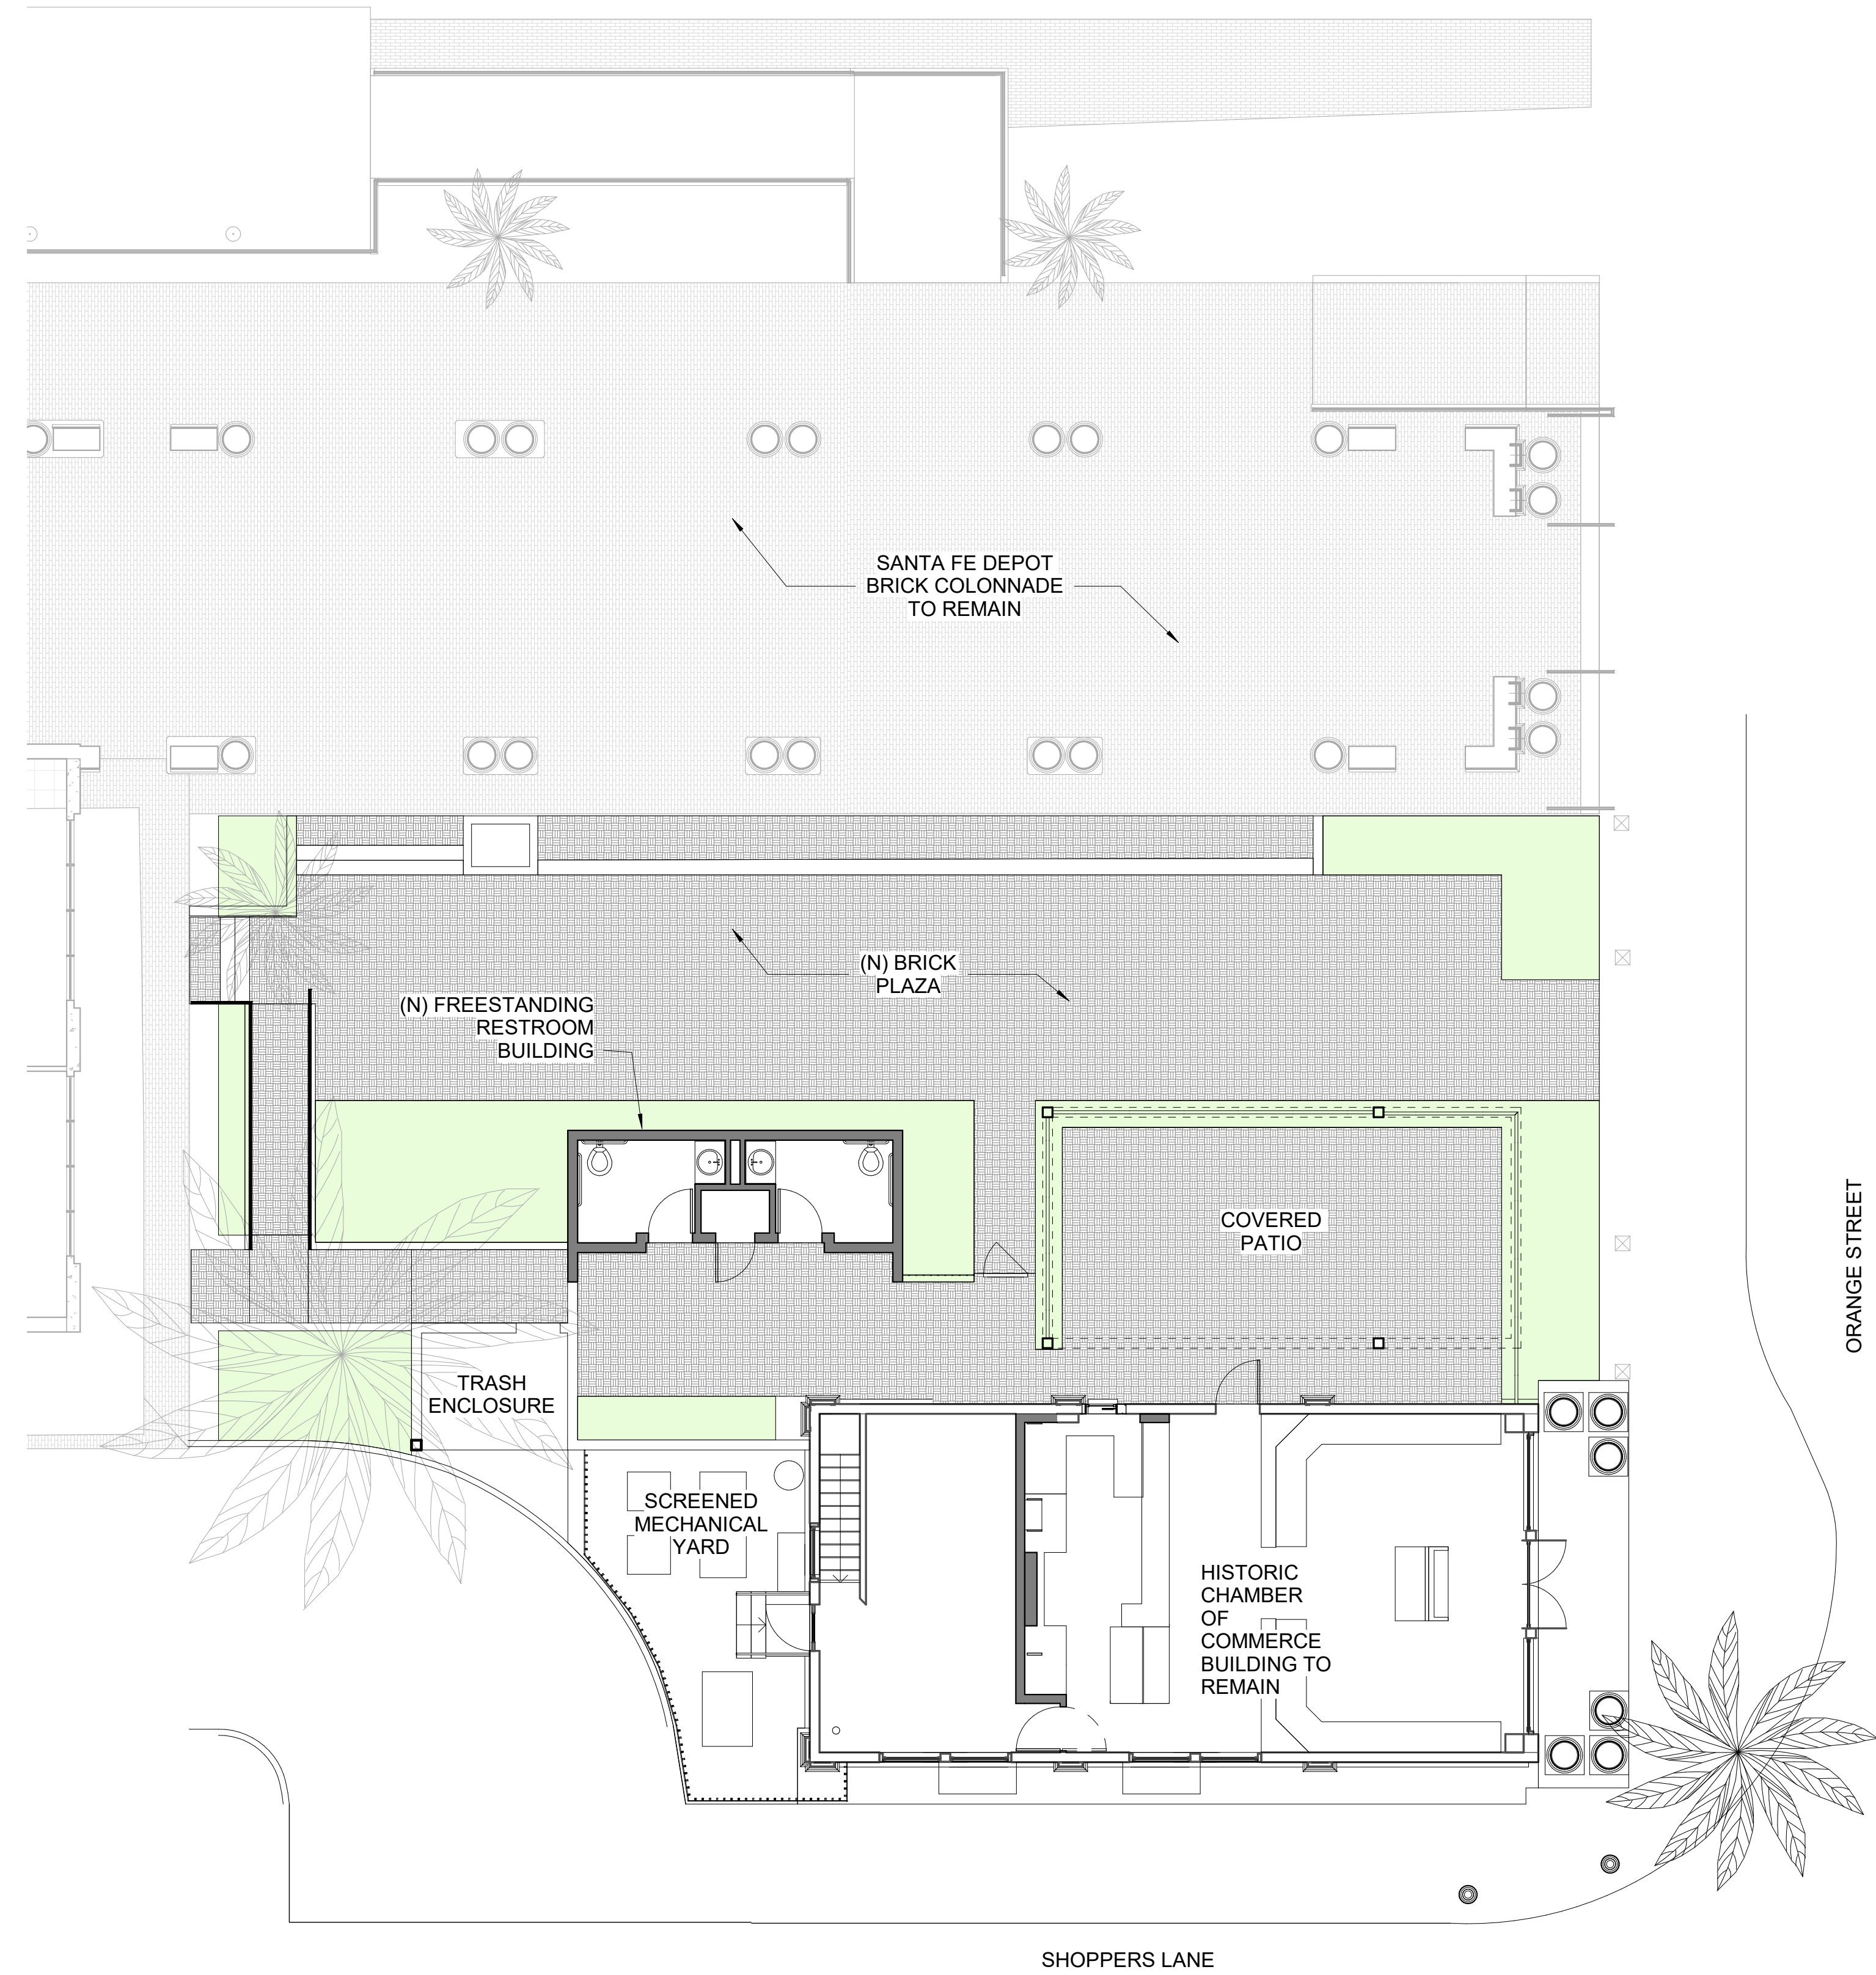 SANTA FE DEPOT
BRICK COLONNADE
TO REMAIN
(N) BRICK
PLAZA
(N) FREESTANDING
RESTROOM
BUILDING
COVERED
PATIO
ORANGE STREET
TRASH
ENCLOSURE
SCREENED
MECHANICAL
YARD
HISTORIC
CHAMBER
OF
COMMERCE
BUILDING TO
REMAIN
SHOPPERS LANE